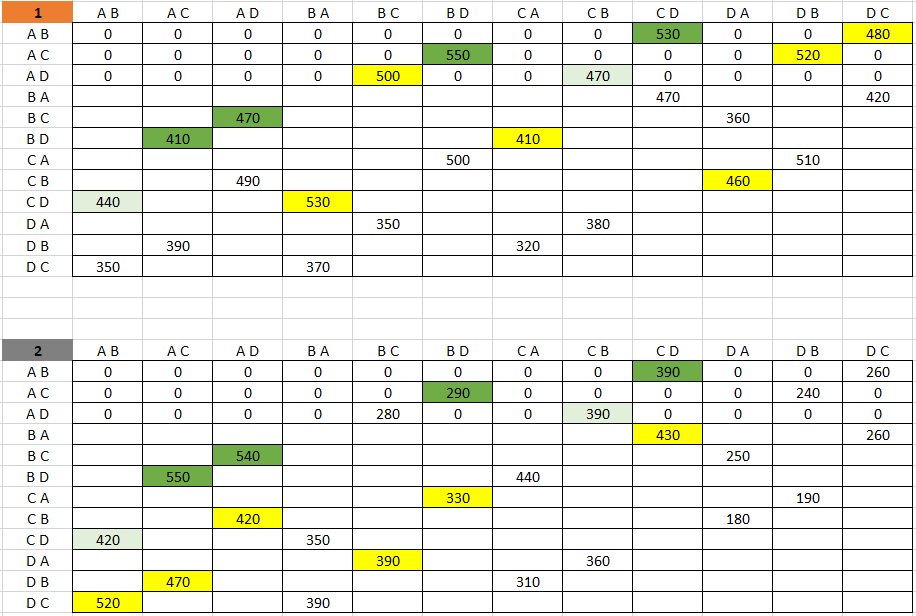 1 A B A C A D B A B C B D C A C B C D D A D B D C
A B 0 0 0 0 0 0 0 0 530 0 0 480
A C 0 0 0 0 0 550 0 0 0 0 520 0
A D 0 0 0 0 500 0 0 470 0 0 0 0
B A 470 420
B C 470 360
B D 410 410
C A 500 510
C B 490 460
C D 440 530
D A 350 380
D B 390 320
D C 350 370
2 A B A C A D B A B C B D C A C B C D D A D B D C
A B 0 0 0 0 0 0 0 0 390 0 0 260
A C 0 0 0 0 0 290 0 0 0 0 240 0
A D 0 0 0 0 280 0 0 390 0 0 0 0
B A 430 260
B C 540 250
B D 550 440
C A 330 190
C B 420 180
C D 420 350
D A 390 360
D B 470 310
D C 520 390